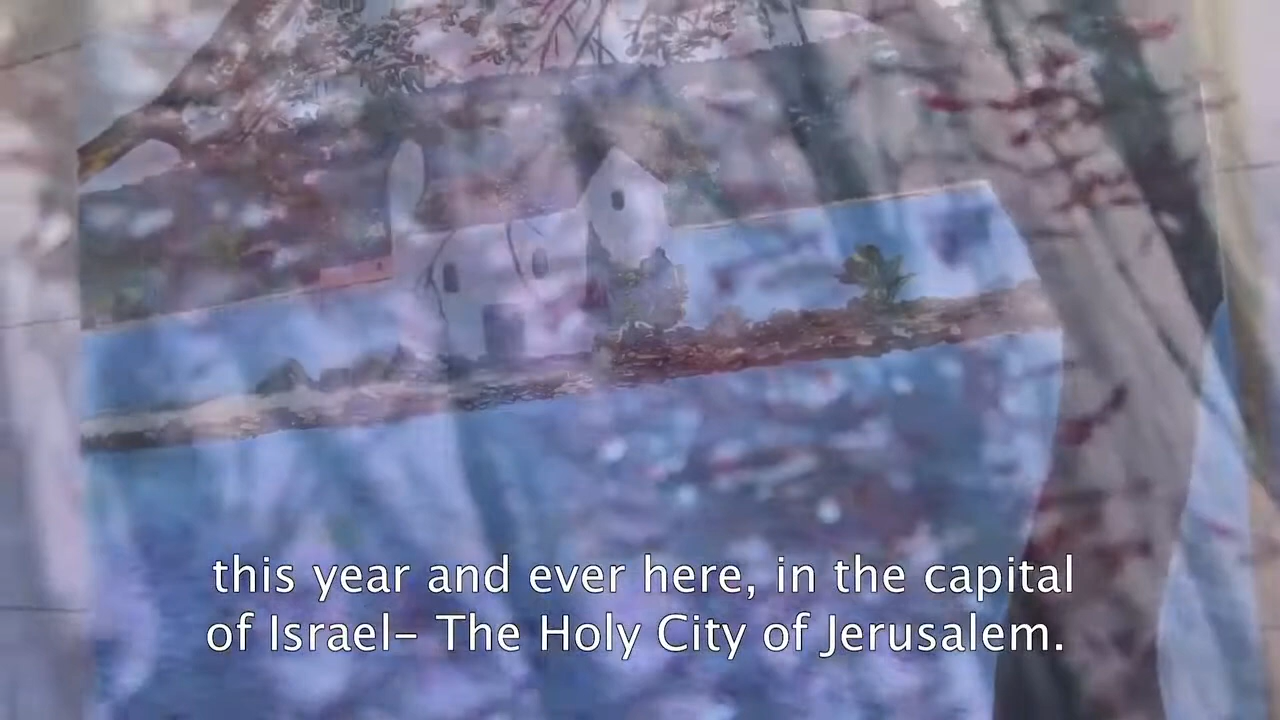 this year and ever here, in the capital
of Israel– The Holy City of Jerusalem.